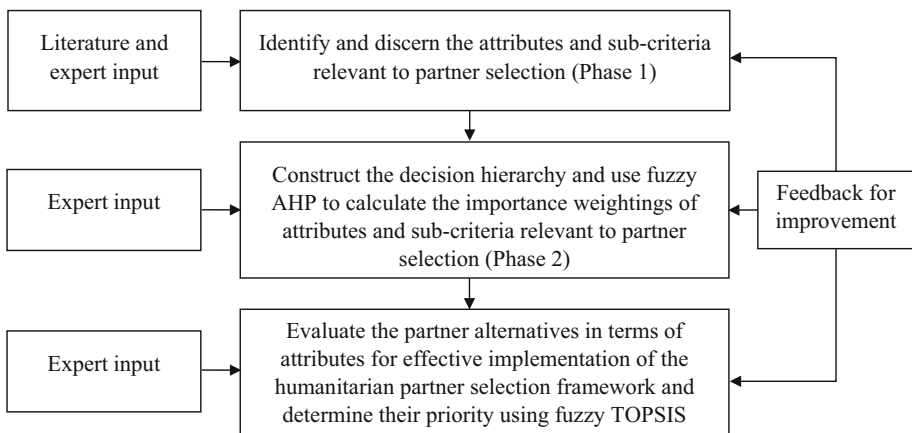 Literature and
expert input
Identify and discern the attributes and sub-criteria
relevant to partner selection (Phase 1)
Expert input
Construct the decision hierarchy and use fuzzy
AHP to calculate the importance weightings of
attributes and sub-criteria relevant to partner
selection (Phase 2)
Feedback for
improvement
Expert input
Evaluate the partner alternatives in terms of
attributes for effective implementation of the
humanitarian partner selection framework and
determine their priority using fuzzy TOPSIS